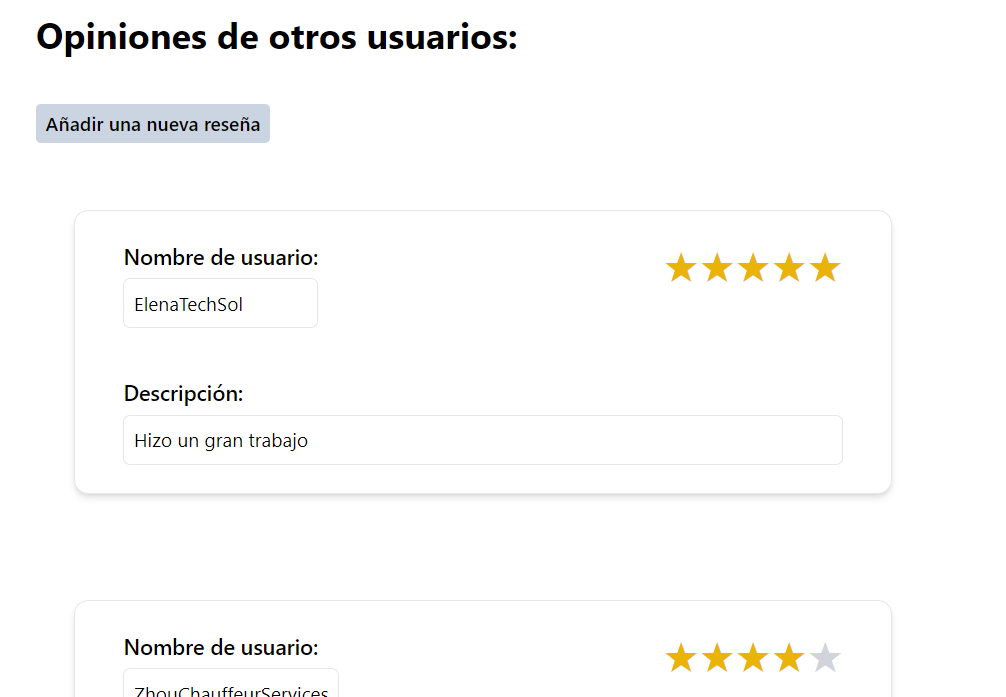 Opiniones de otros usuarios:
Añadir una nueva reseña
Nombre de usuario:
ElenaTechSol
Descripción:
Hizo un gran trabajo
Nombre de usuario:
ZhouChauffeurServices